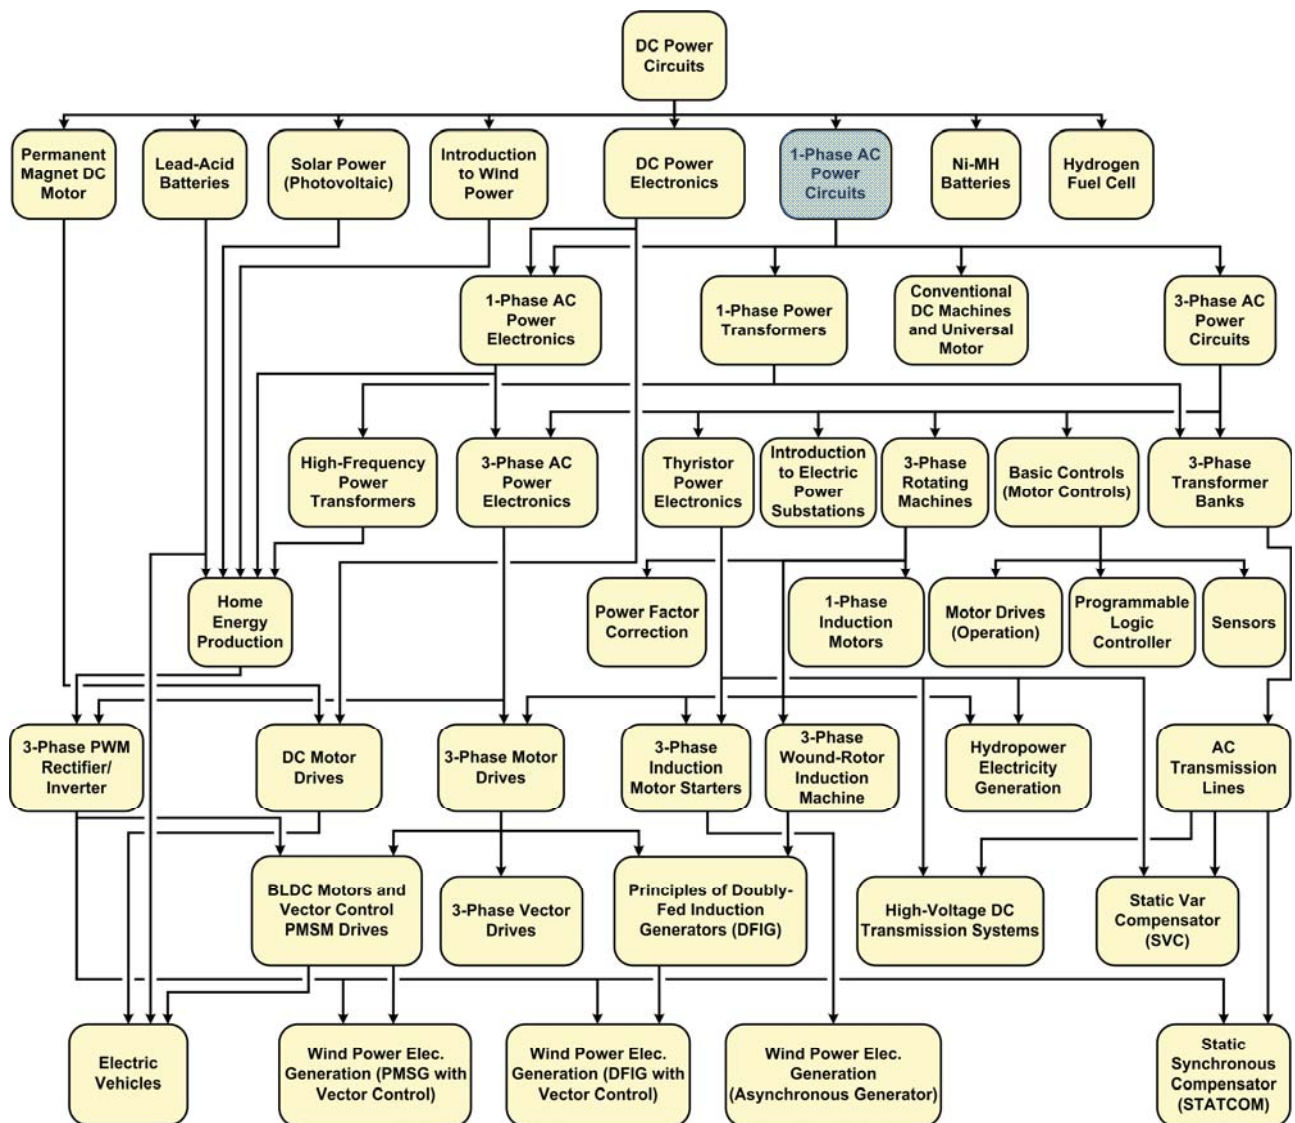 DC Power
Circuits
Permanent
Magnet DC
Motor
Lead-Acid
Batteries
Solar Power
(Photovoltaic)
Introduction
to Wind
Power
DC Power
Electronics
1-Phase AC
Power
Circuits
Ni-MH
Batteries
Hydrogen
Fuel Cell
1-Phase AC
Power
Electronics
1-Phase Power
Transformers
Conventional
DC Machines
and Universal
Motor
3-Phase AC
Power
Circuits
High-Frequency
Power
Transformers
3-Phase AC
Power
Electronics
Thyristor
Power
Electronics
Introduction
to Electric
Power
Substations
3-Phase
Rotating
Machines
Basic Controls
(Motor Controls)
3-Phase
Transformer
Banks
Home
Energy
Production
Power Factor
Correction
1-Phase
Induction
Motors
Motor Drives
(Operation)
Programmable
Logic
Controller
Sensors
3-Phase PWM
Rectifier/
Inverter
DC Motor
Drives
3-Phase Motor
Drives
3-Phase
Induction
Motor Starters
3-Phase
Wound-Rotor
Induction
Machine
Hydropower
Electricity
Generation
AC
Transmission
Lines
BLDC Motors and
Vector Control
PMSM Drives
3-Phase Vector
Drives
Principles of Doubly-
Fed Induction
Generators (DFIG)
High-Voltage DC
Transmission Systems
Static Var
Compensator
(SVC)
Electric
Vehicles
Wind Power Elec.
Generation (PMSG with
Vector Control)
Wind Power Elec.
Generation (DFIG with
Vector Control)
Wind Power Elec.
Generation
(Asynchronous Generator)
Static
Synchronous
Compensator
(STATCOM)